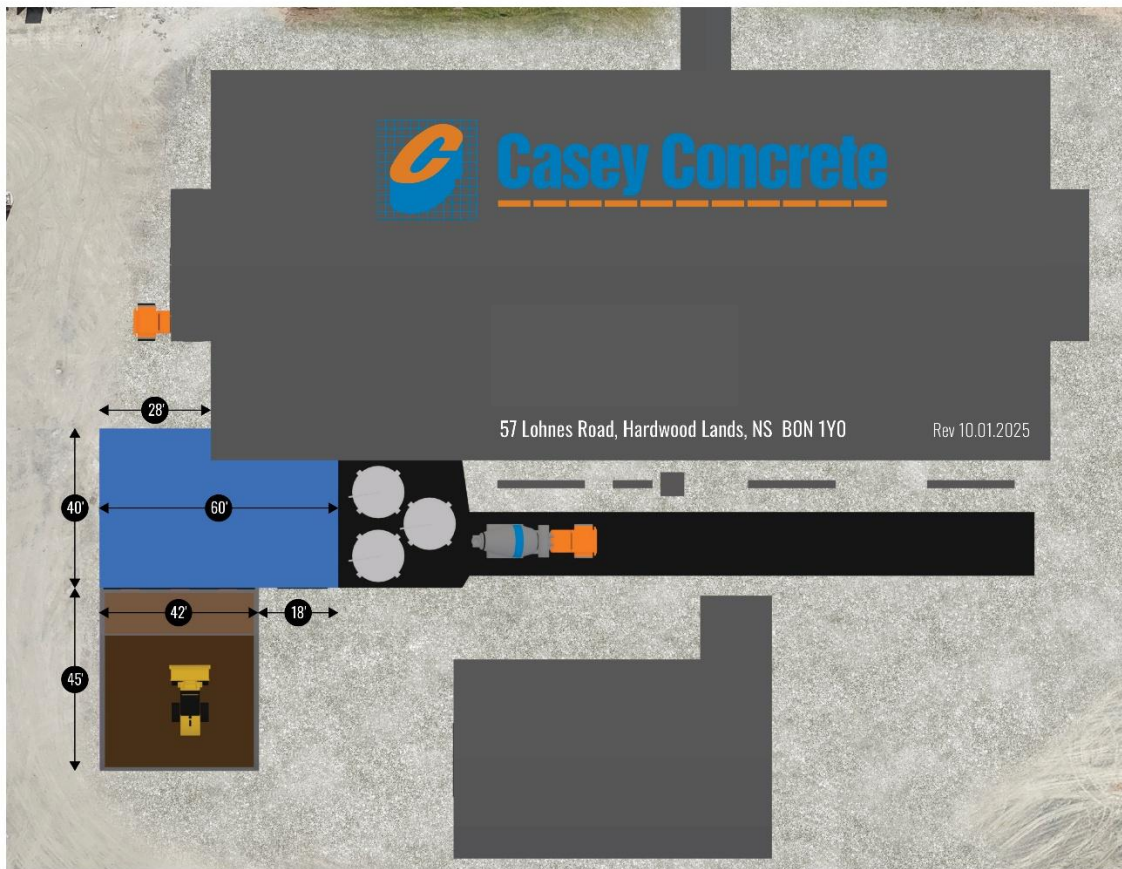 C
Casey Concrete
28'
57 Lohnes Road, Hardwood Lands, NS B0N 1Y0
Rev 10.01.2025
40'
60'
42'
18'
45'